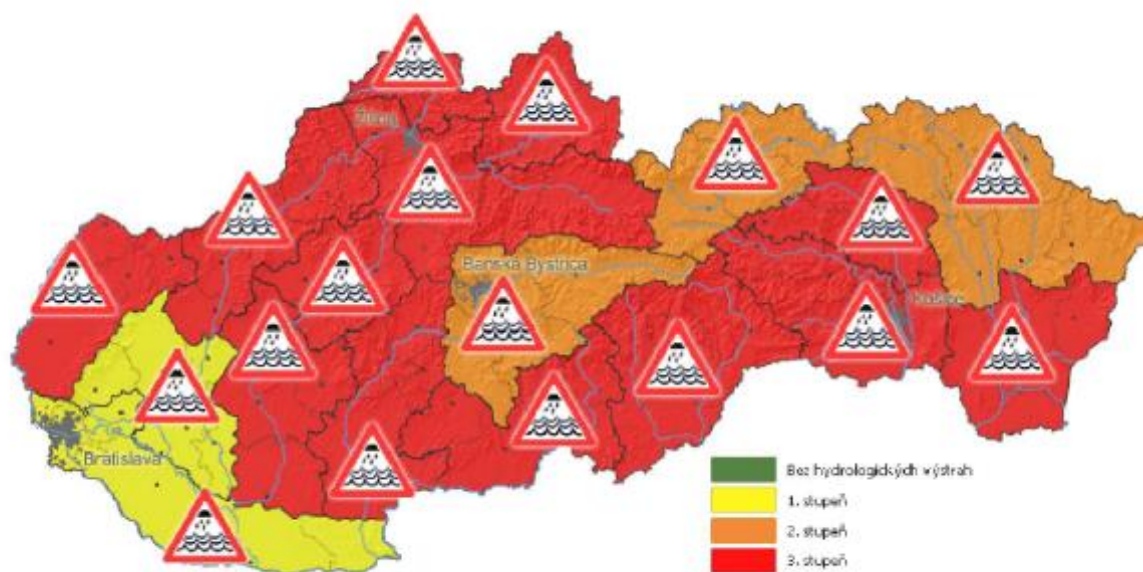 Žilina
Banská Bystrica
Košice
Bratislava
Bez hydrologických výstrah
1. stupeň
2. stupeň
3. stupeň